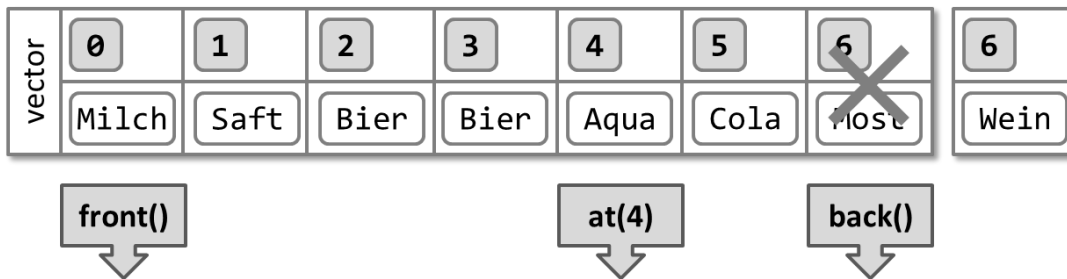 vector
0 1 2 3 4 5 6 6
Milch Saft Bier Bier Aqua Cola Most Wein
front() at(4) back()